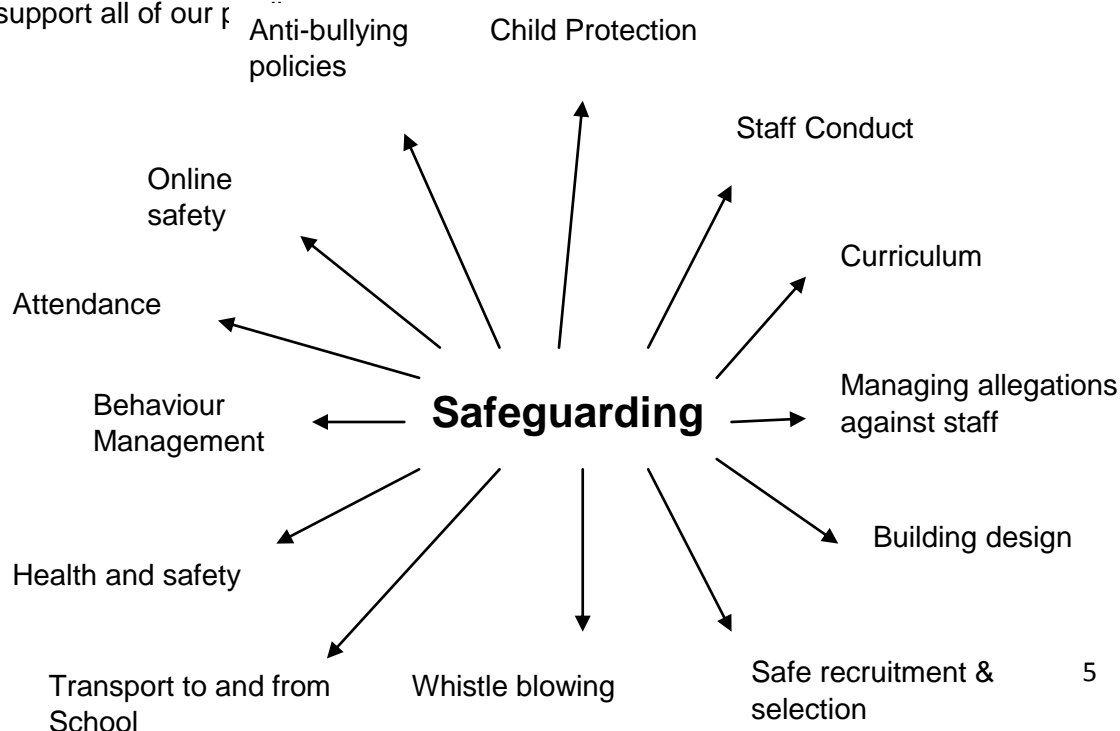 support all of our
Anti-bullying
policies
Child Protection
Staff Conduct
Online
safety
Curriculum
Attendance
Managing allegations
against staff
Behaviour
Management
Safeguarding
Building design
Health and safety
Safe recruitment &
selection
5
Transport to and from
School
Whistle blowing